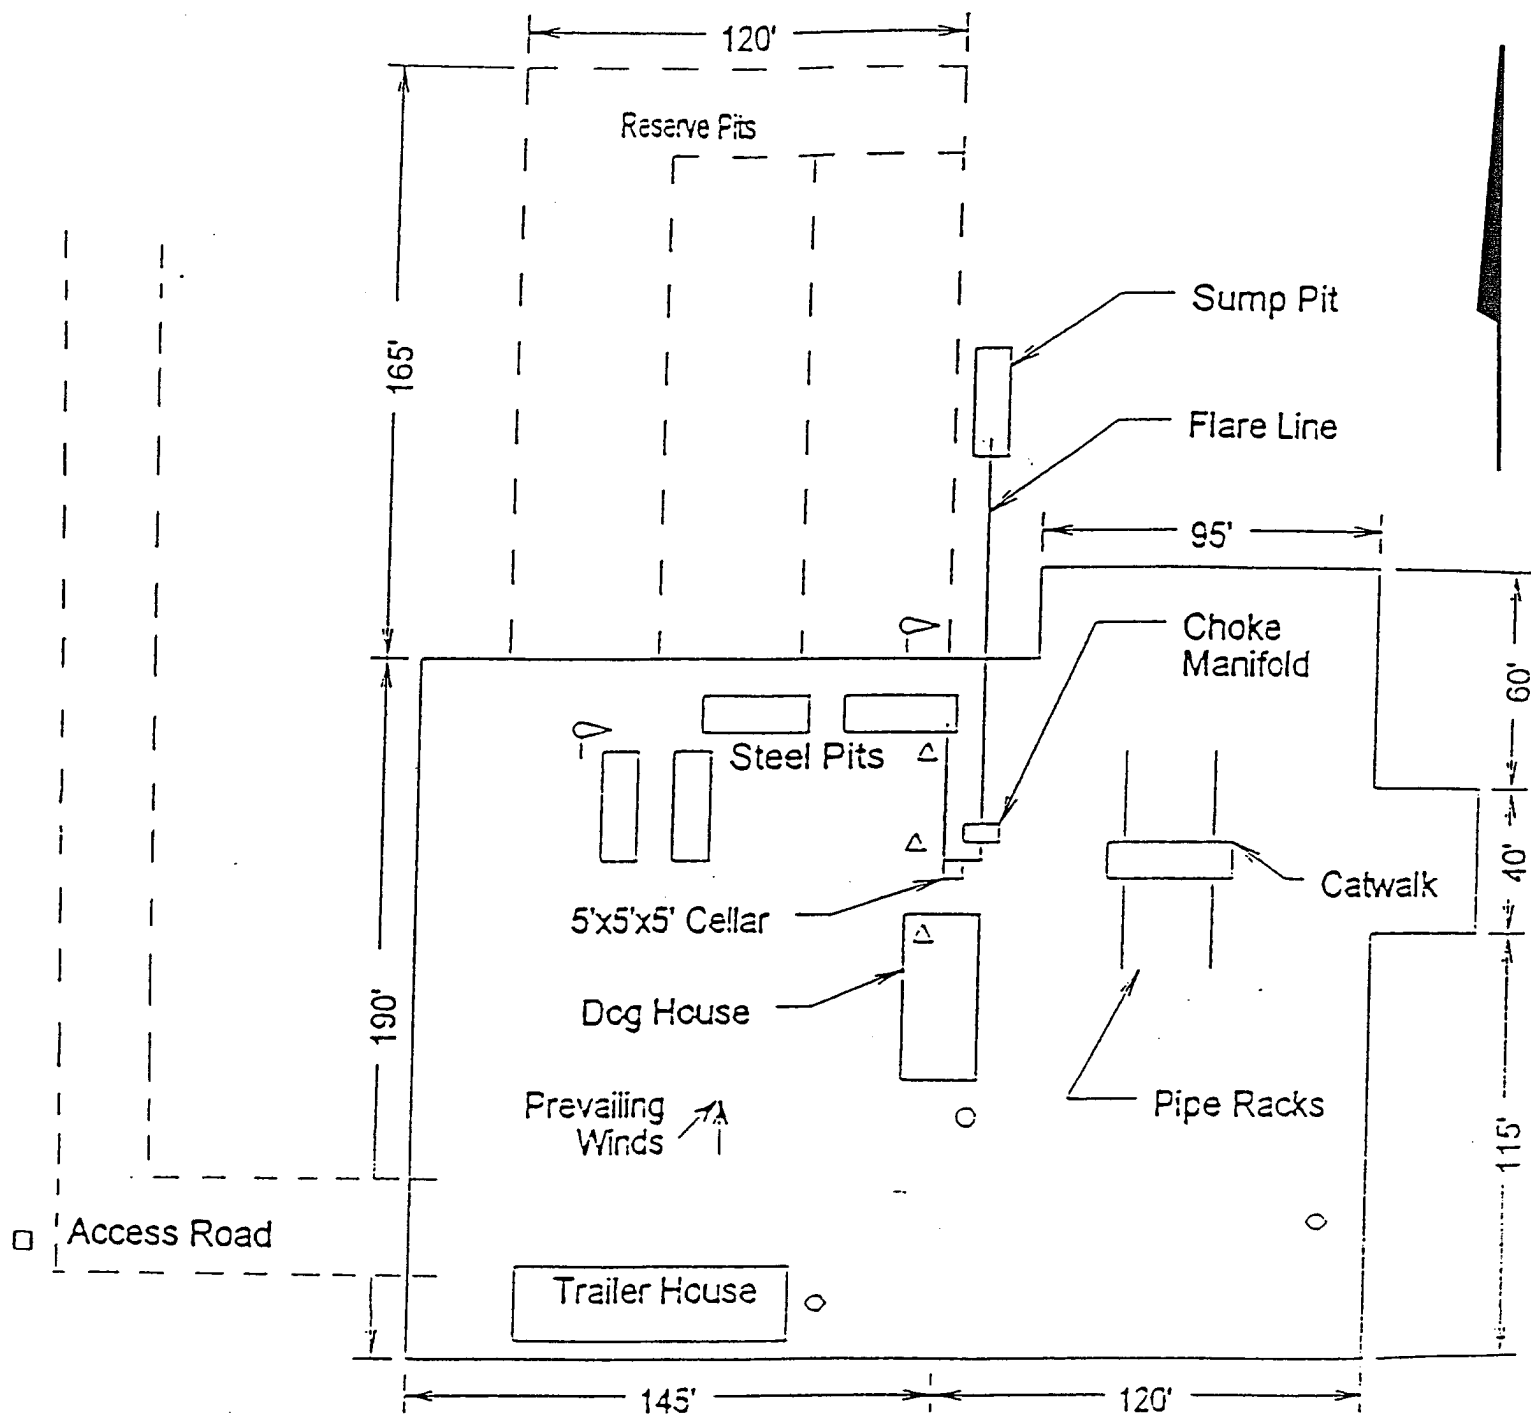 120'
Reserve Pits
Sump Pit
165'
Flare Line
95'
Choke
Manifold
60'
Steel Pits
40'
Catwalk
5'x5'x5' Cellar
190'
Dog House
Prevailing
Winds
Pipe Racks
115'
Access Road
Trailer House
145'
120'